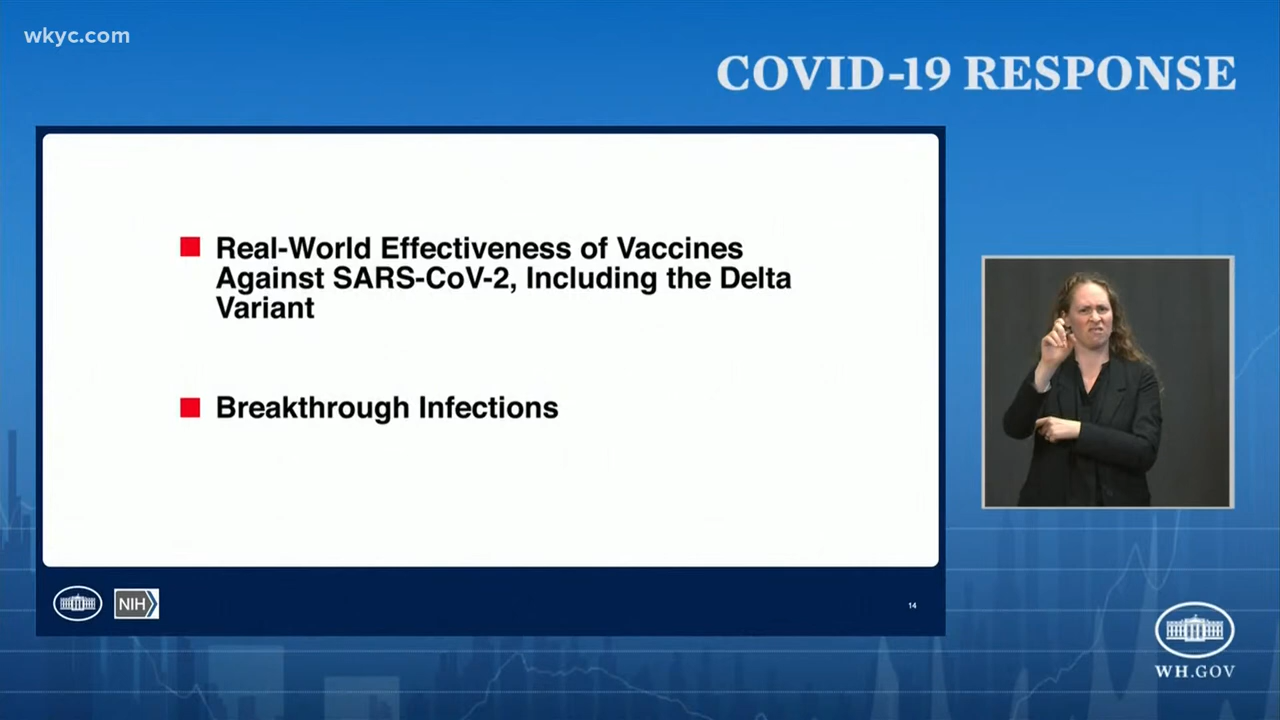 wkyc.com
COVID-19 RESPONSE
Real-World Effectiveness of Vaccines
Against SARS-CoV-2, Including the Delta
Variant
Breakthrough Infections
NIH
14
WH.GOV